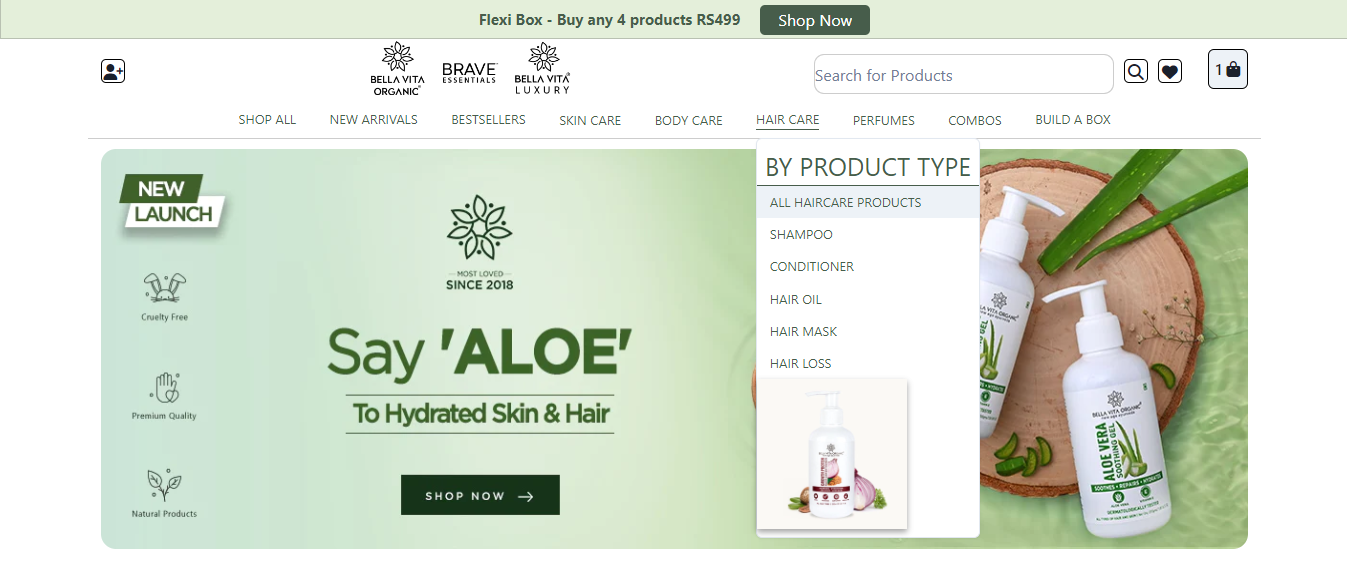 Flexi Box - Buy any 4 products RS499
Shop Now
BELLA VITA
ORGANIC
BRAVE
ESSENTIALS
BELLA VITA
LUXURY
Search for Products
1
SHOP ALL
NEW ARRIVALS
BESTSELLERS
SKIN CARE
BODY CARE
HAIR CARE
PERFUMES
COMBOS
BUILD A BOX
NEW
LAUNCH
Cruelty Free
Premium Quality
Natural Products
MOST LOVED
SINCE 2018
Say 'ALOE'
To Hydrated Skin & Hair
SHOP NOW
BY PRODUCT TYPE
ALL HAIRCARE PRODUCTS
SHAMPOO
CONDITIONER
HAIR OIL
HAIR MASK
HAIR LOSS
BELLA VITA ORGANIC
ALOE VERA
SOOTHING GEL
SOOTHES • REPAIRS • HYDRATES
DERMATOLOGICALLY TESTED